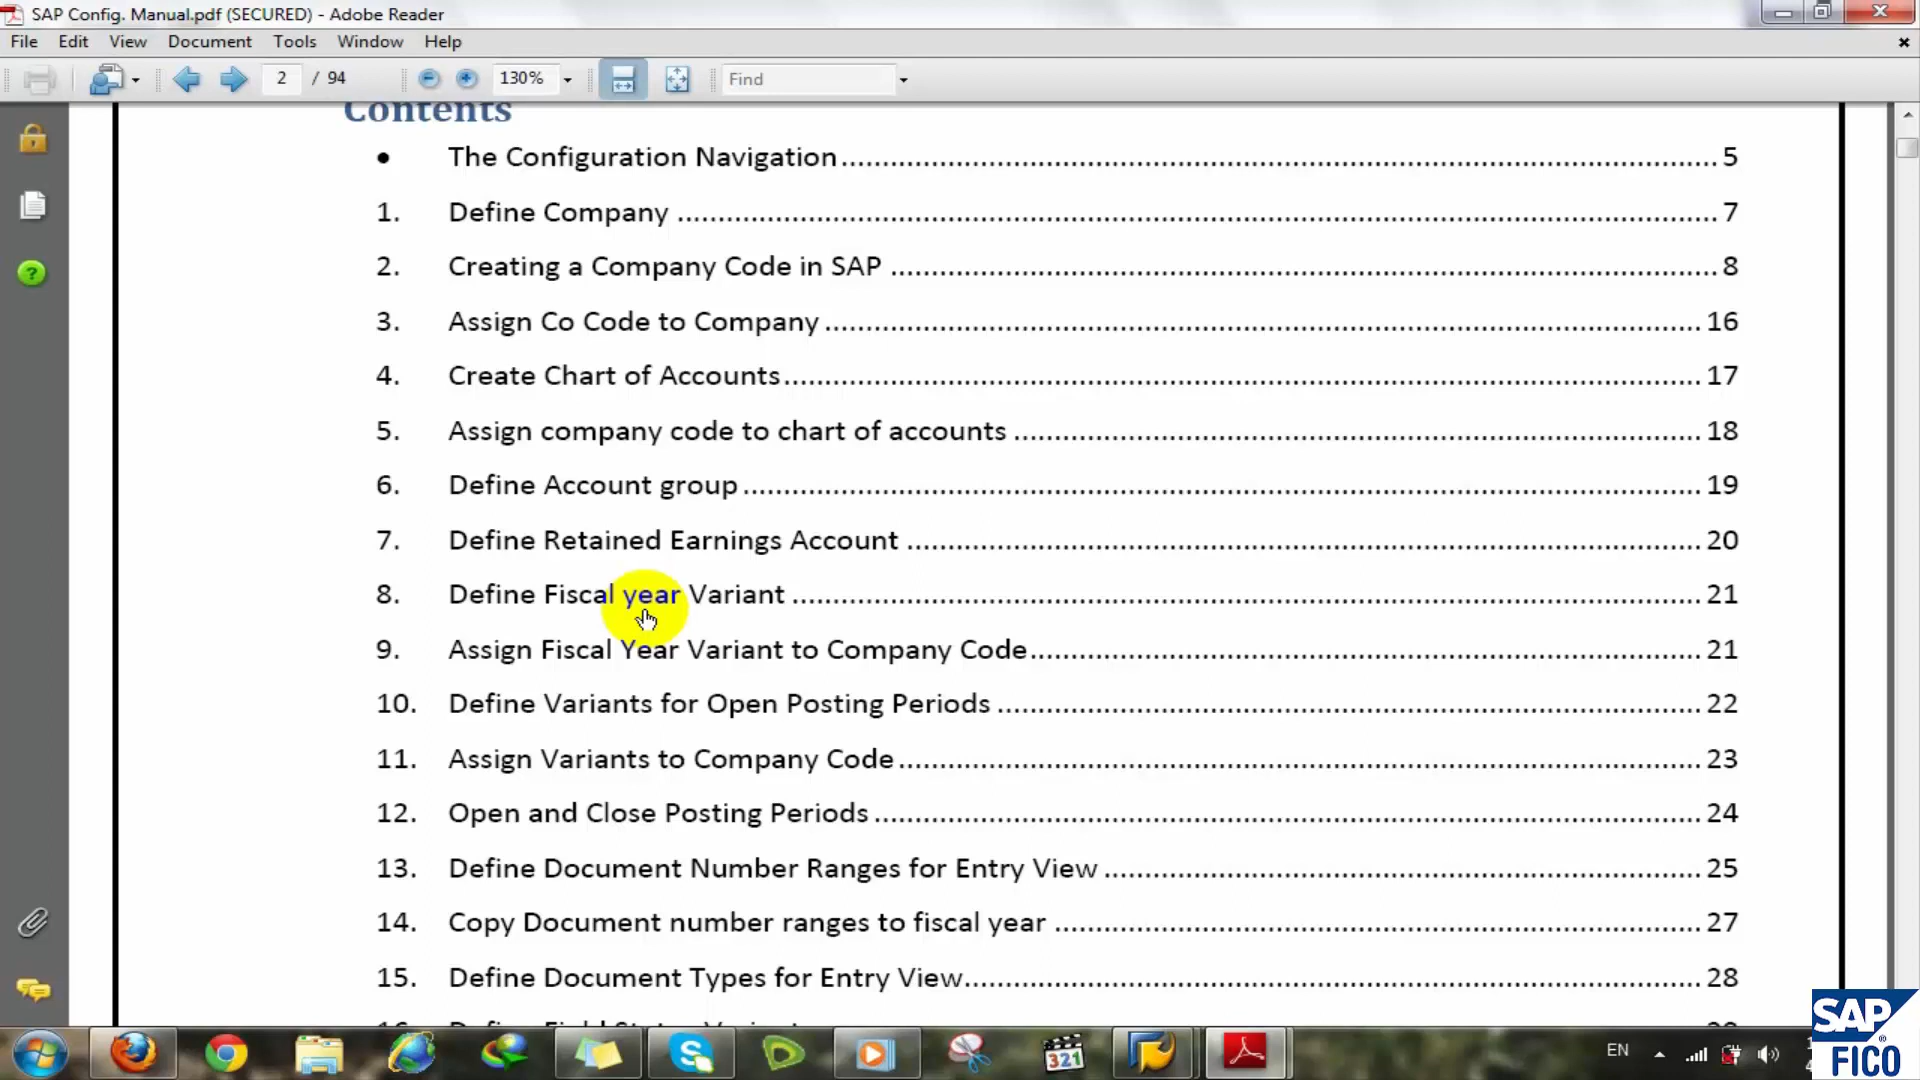 SAP Config. Manual.pdf (SECURED) - Adobe Reader
File Edit View Document Tools Window Help
2 / 94 130% Find
Contents
• The Configuration Navigation 5
1. Define Company 7
2. Creating a Company Code in SAP 8
3. Assign Co Code to Company 16
4. Create Chart of Accounts 17
5. Assign company code to chart of accounts 18
6. Define Account group 19
7. Define Retained Earnings Account 20
8. Define Fiscal year Variant 21
9. Assign Fiscal Year Variant to Company Code 21
10. Define Variants for Open Posting Periods 22
11. Assign Variants to Company Code 23
12. Open and Close Posting Periods 24
13. Define Document Number Ranges for Entry View 25
14. Copy Document number ranges to fiscal year 27
15. Define Document Types for Entry View 28
321
EN
SAP
FICO